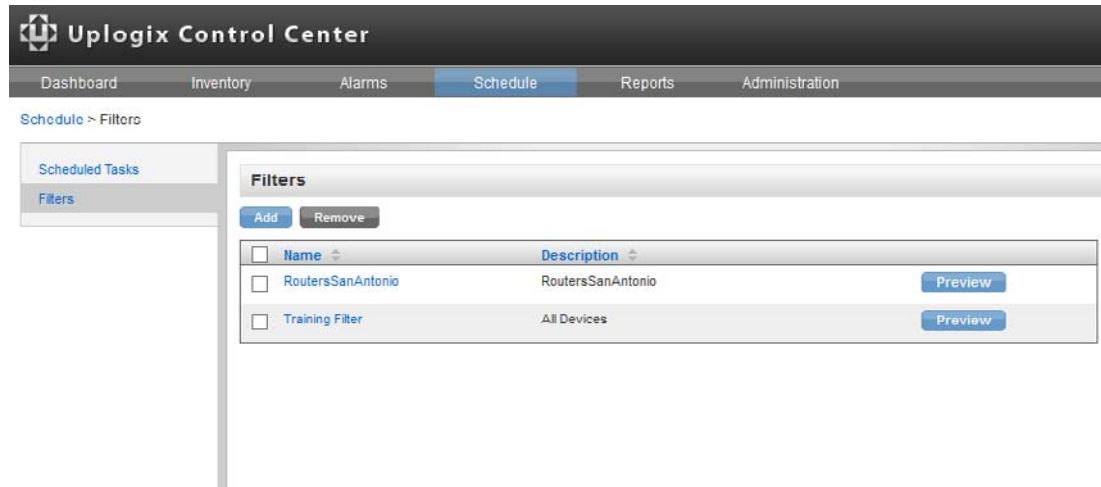 Uplogix Control Center
Dashboard Inventory Alarms Schedule Reports Administration
Schedule > Filters
Scheduled Tasks
Filters
Filters
Add Remove
Name Description
RoutersSanAntonio RoutersSanAntonio Preview
Training Filter All Devices Preview